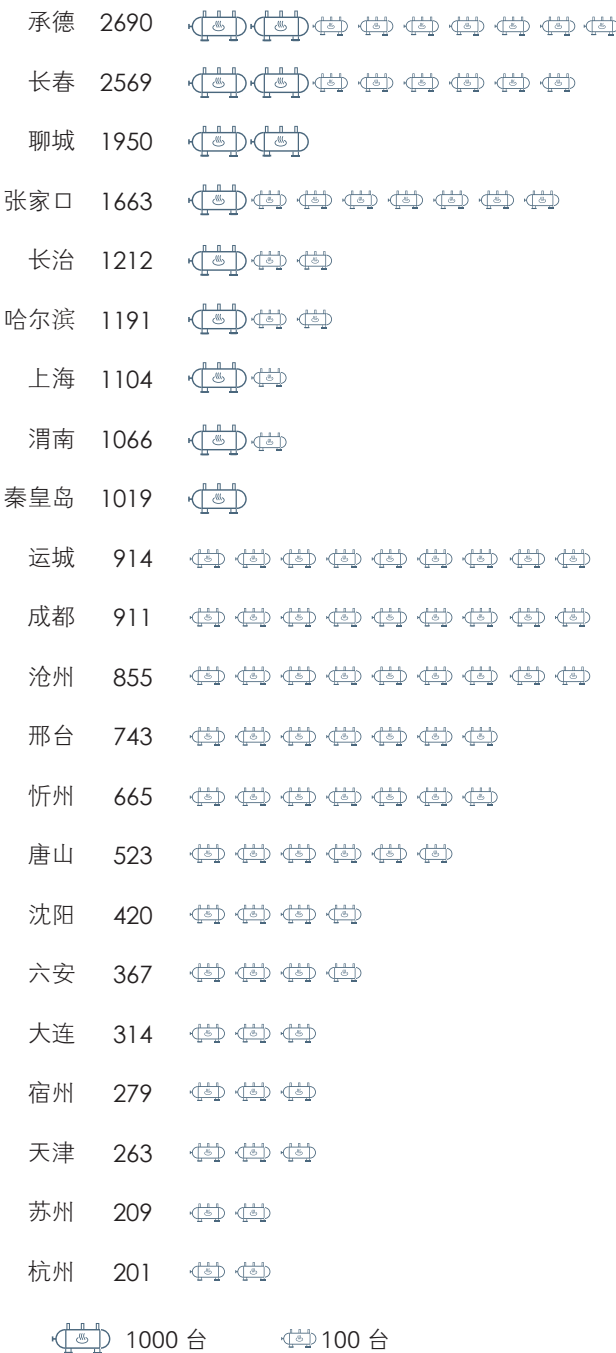 承德 2690
长春 2569
聊城 1950
张家口 1663
长治 1212
哈尔滨 1191
上海 1104
渭南 1066
秦皇岛 1019
运城 914
成都 911
沧州 855
邢台 743
忻州 665
唐山 523
沈阳 420
六安 367
大连 314
宿州 279
天津 263
苏州 209
杭州 201
1000 台 100 台